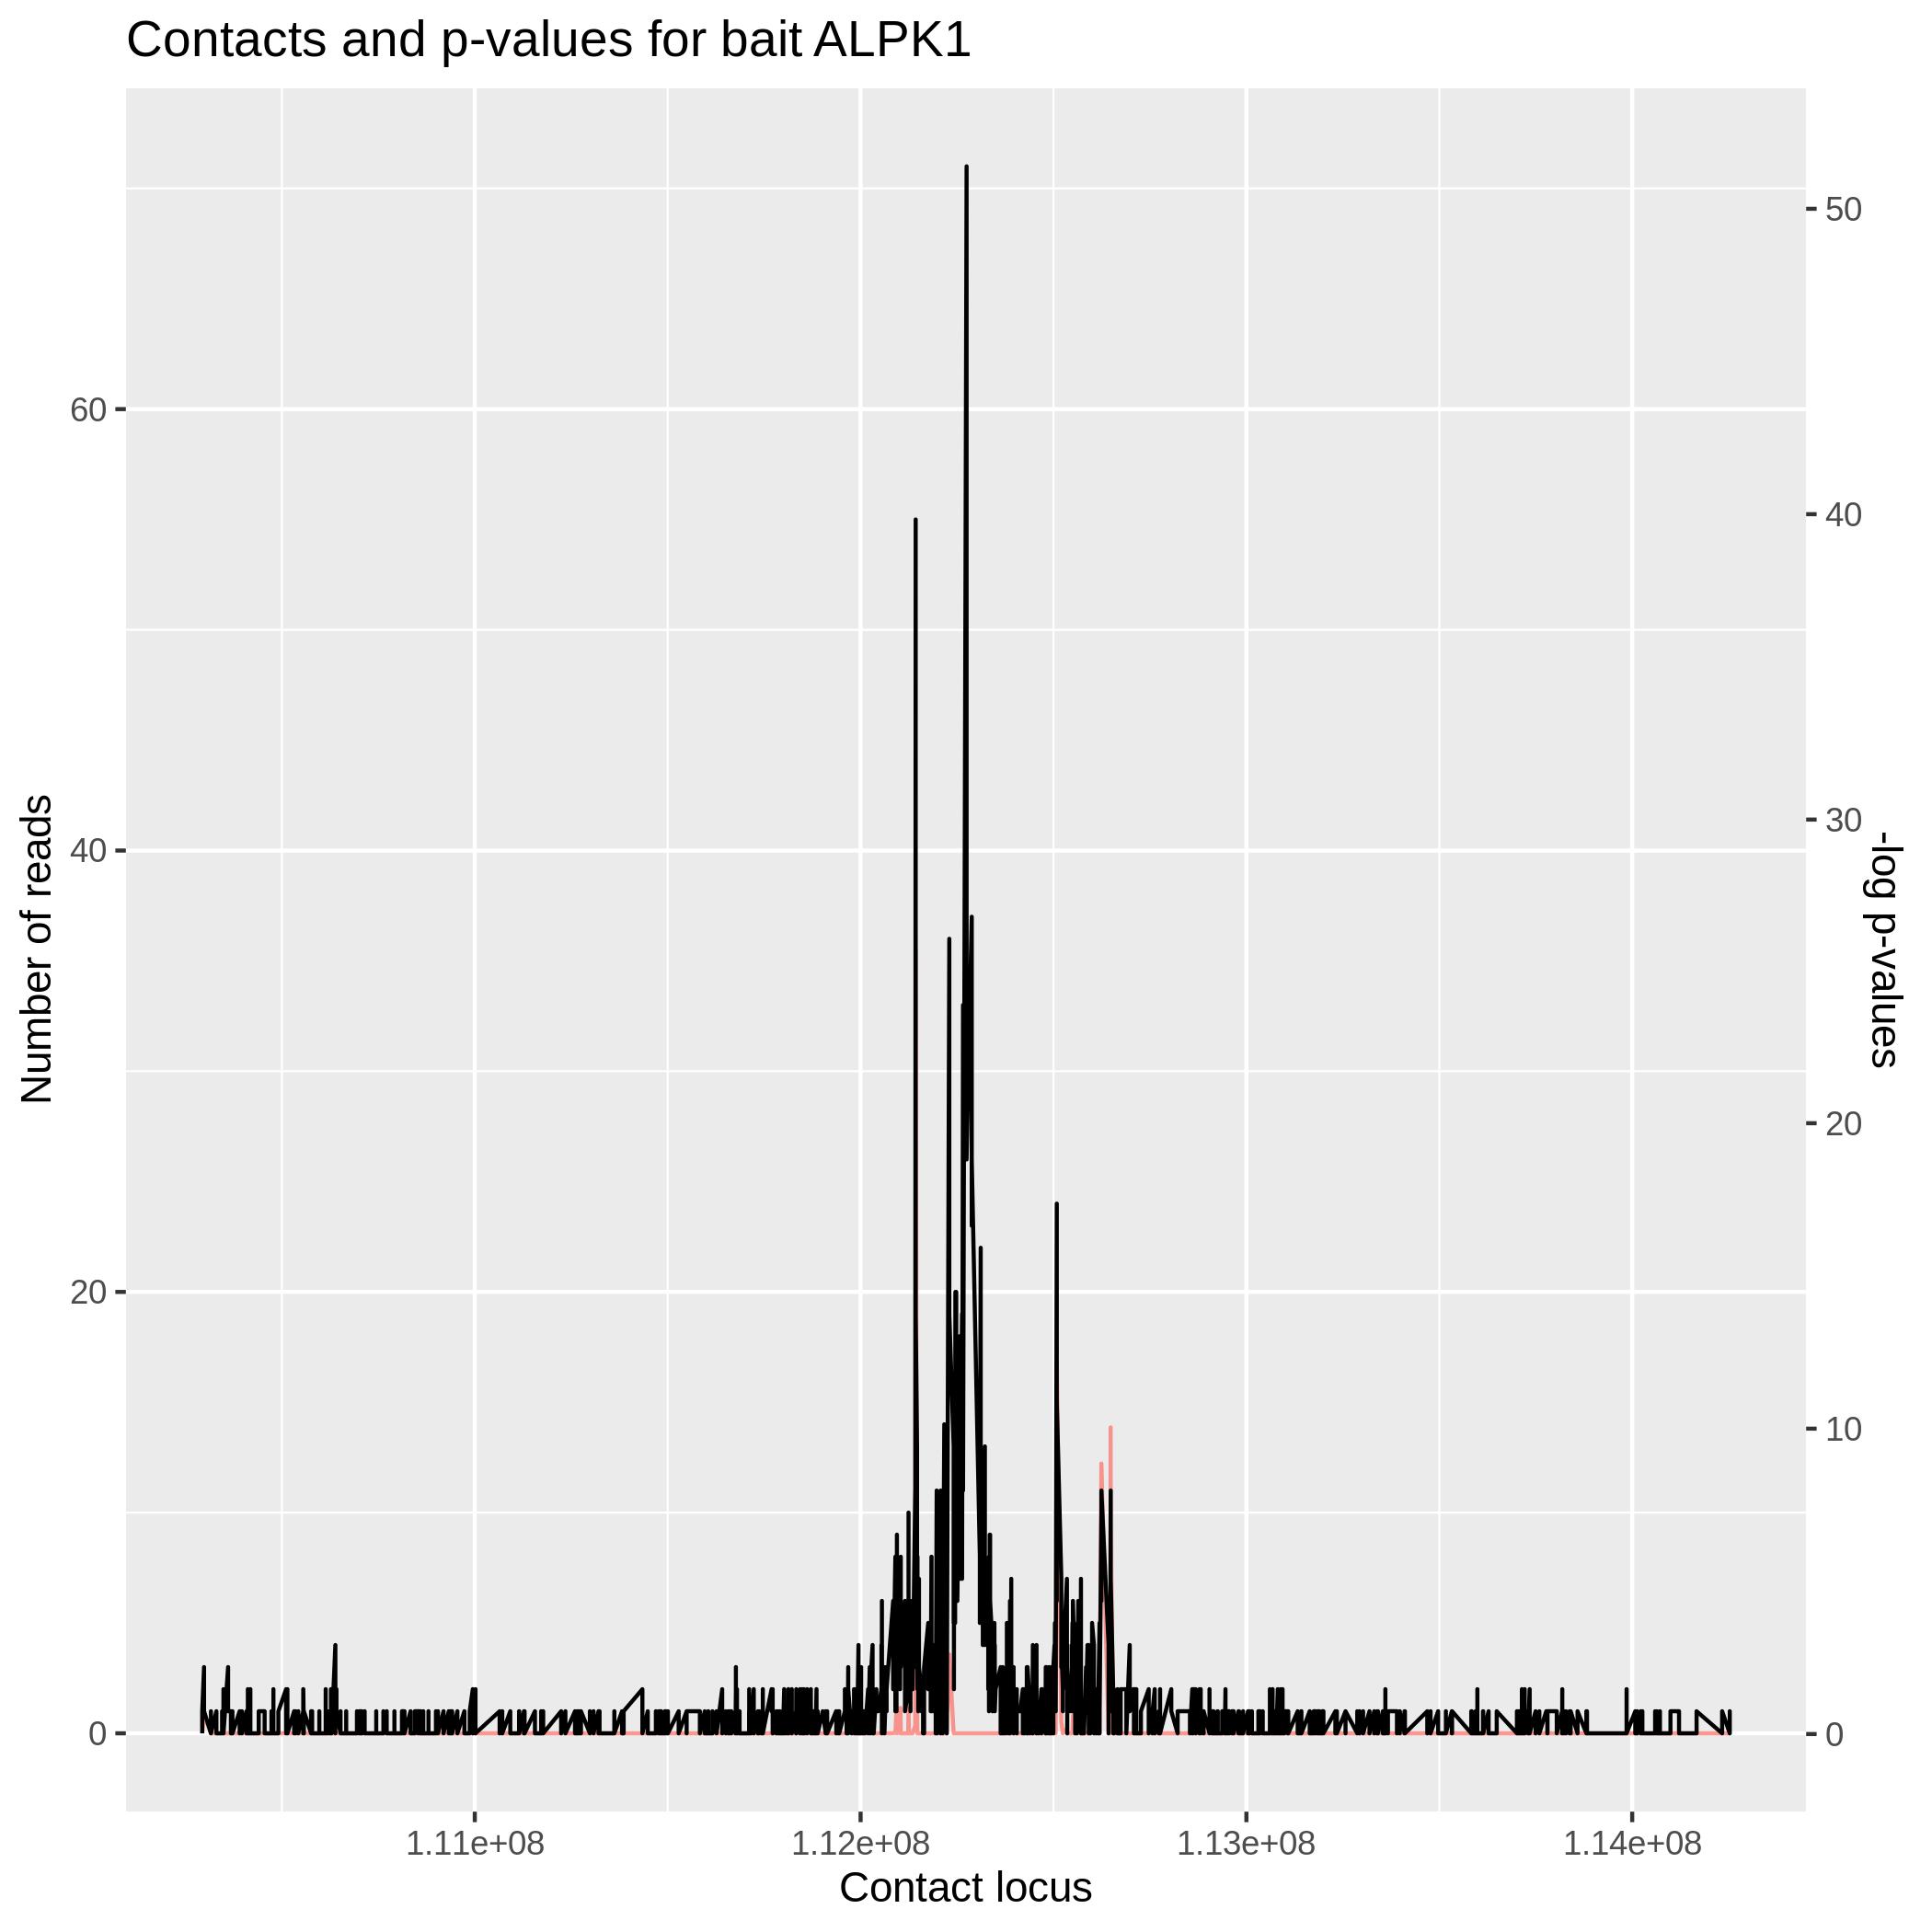 Contacts and p-values for bait ALPK1
Number of reads
60
40
20
0
50
40
30
20
10
0
-log p-values
1.11e+08
1.12e+08
1.13e+08
1.14e+08
Contact locus